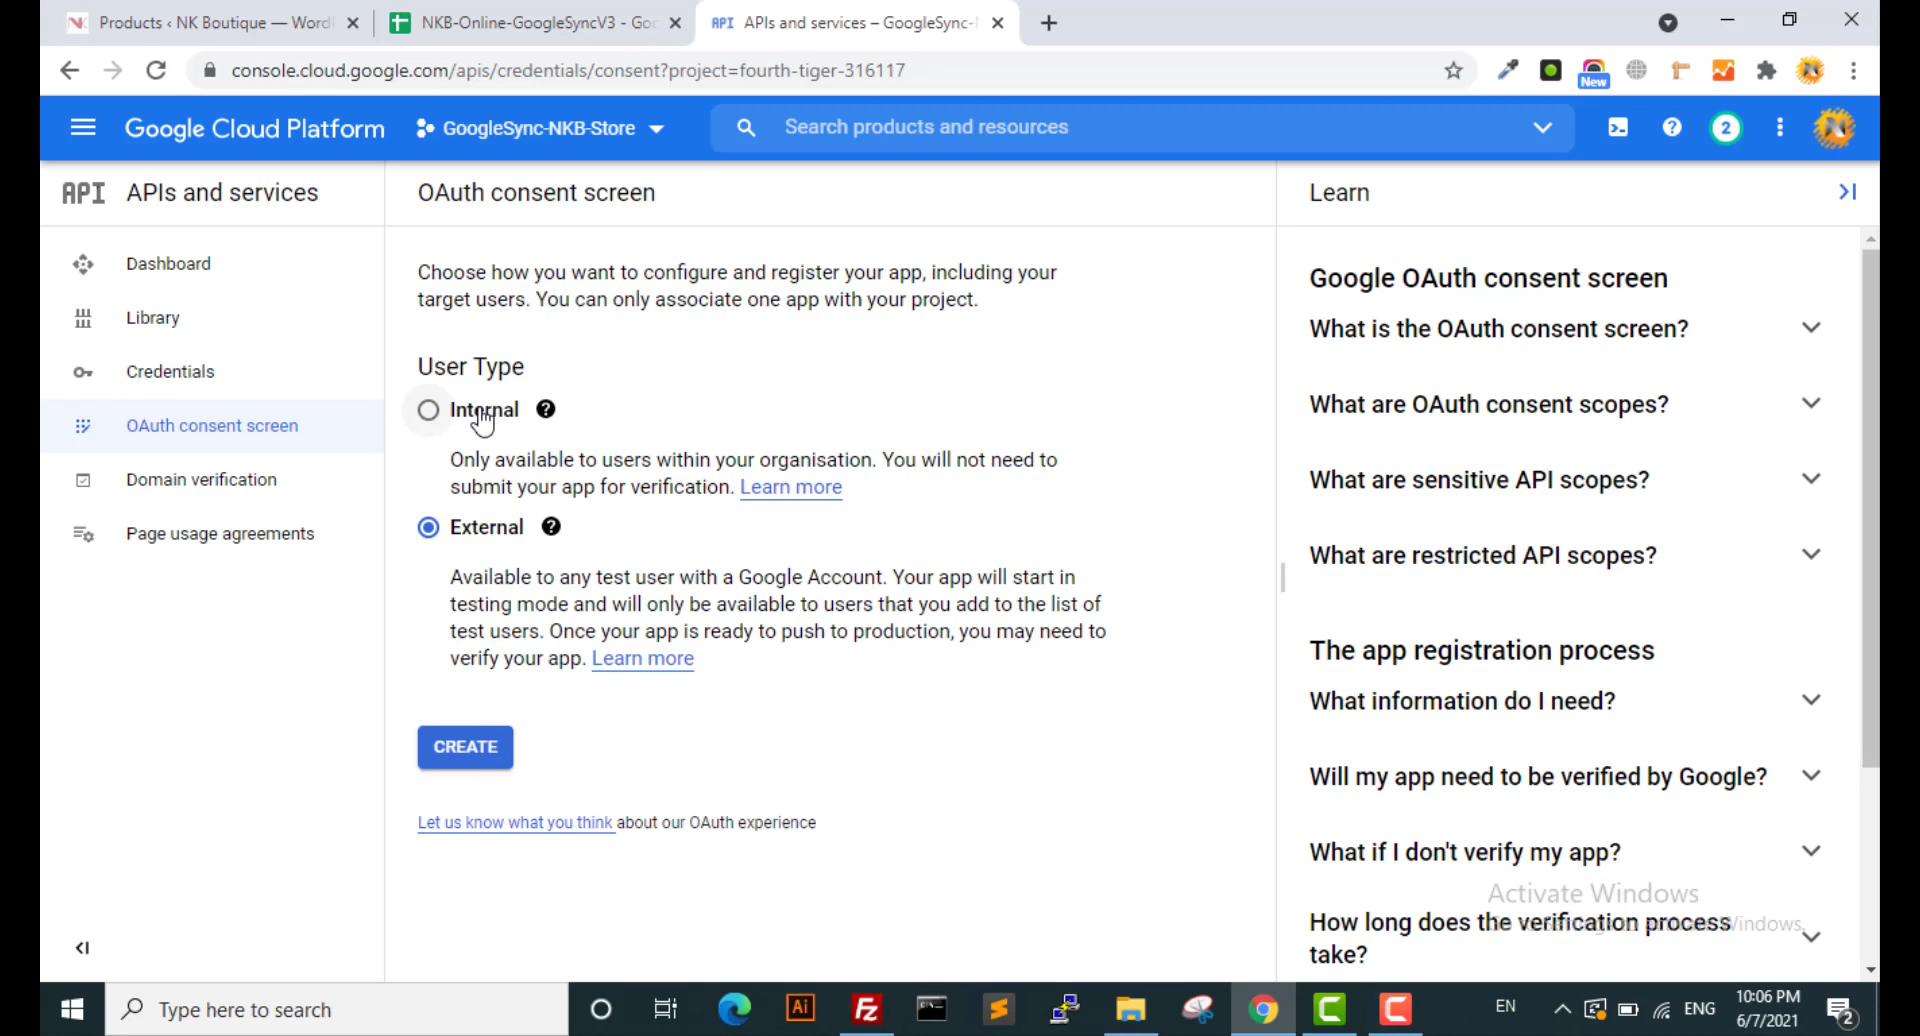 Products ‹ NK Boutique — Word
NKB-Online-GoogleSyncV3 - Goo
API APIs and services – GoogleSync-
console.cloud.google.com/apis/credentials/consent?project=fourth-tiger-316117
New
Google Cloud Platform
GoogleSync-NKB-Store
Search products and resources
2
API APIs and services
OAuth consent screen
Learn
Dashboard
Library
Credentials
OAuth consent screen
Domain verification
Page usage agreements
Choose how you want to configure and register your app, including your
target users. You can only associate one app with your project.
User Type
Internal
Only available to users within your organisation. You will not need to
submit your app for verification. Learn more
External
Available to any test user with a Google Account. Your app will start in
testing mode and will only be available to users that you add to the list of
test users. Once your app is ready to push to production, you may need to
verify your app. Learn more
CREATE
Let us know what you think about our OAuth experience
Google OAuth consent screen
What is the OAuth consent screen?
What are OAuth consent scopes?
What are sensitive API scopes?
What are restricted API scopes?
The app registration process
What information do I need?
Will my app need to be verified by Google?
What if I don't verify my app?
Activate Windows
Go to Settings to activate Windows.
How long does the verification process
take?
Type here to search
Ai
EN
ENG
10:06 PM
6/7/2021
2